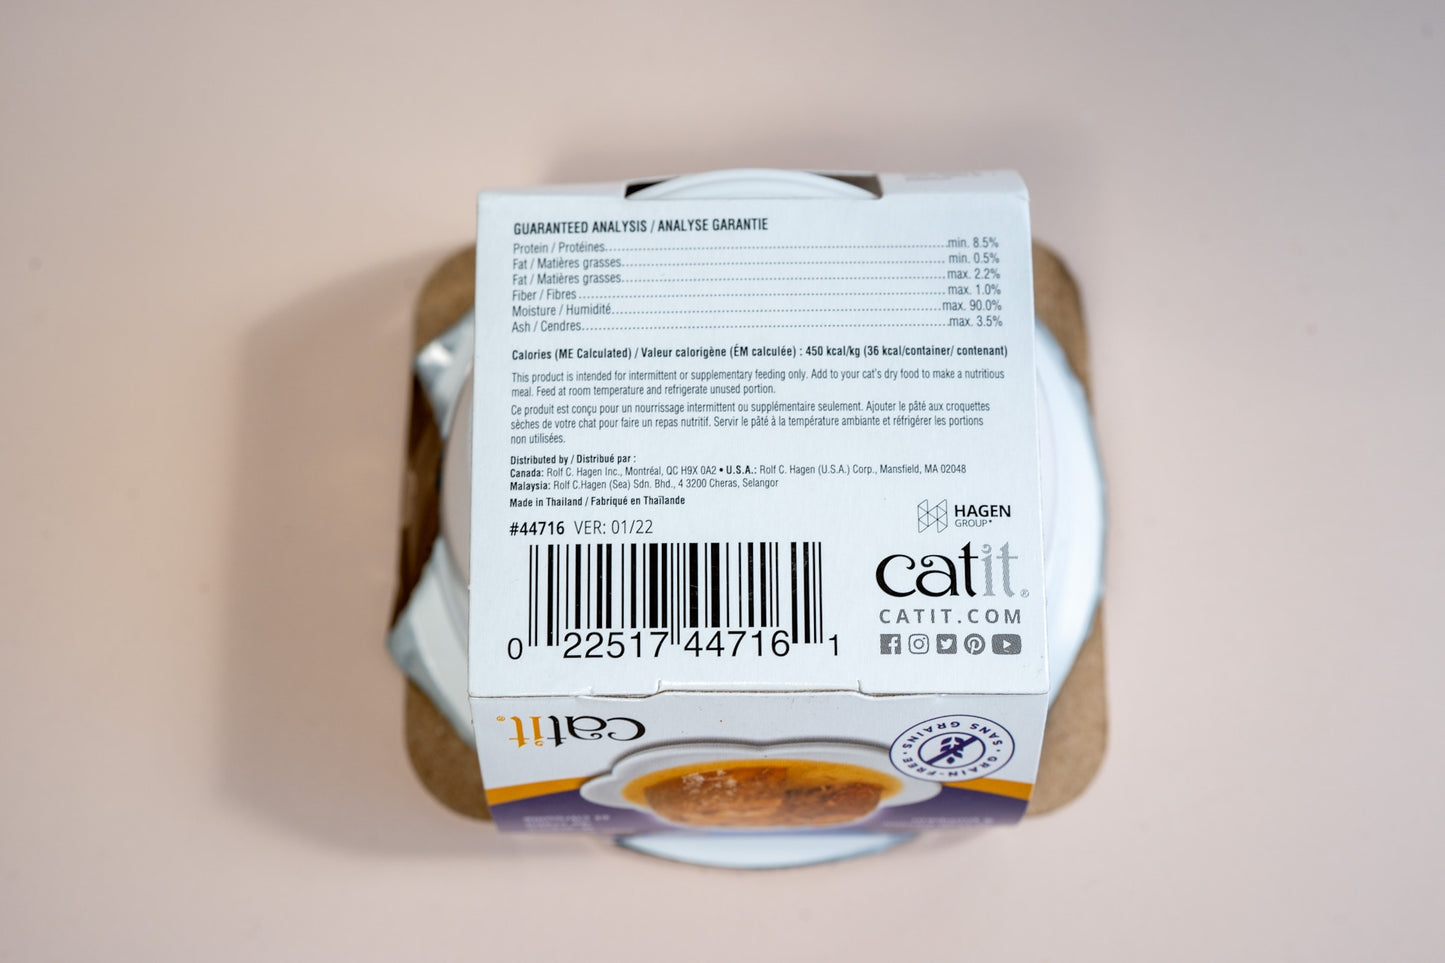 GUARANTEED ANALYSIS / ANALYSE GARANTIE
Protein / Protéines.......min. 8.5%
Fat / Matières grasses.......min. 0.5%
Fat / Matières grasses.......max. 2.2%
Fiber / Fibres.......max. 1.0%
Moisture / Humidité.......max. 90.0%
Ash / Cendres.......max. 3.5%
Calories (ME Calculated) / Valeur calorigène (ÉM calculée) : 450 kcal/kg (36 kcal/container/ contenant)
This product is intended for intermittent or supplementary feeding only. Add to your cat's dry food to make a nutritious
meal. Feed at room temperature and refrigerate unused portion.
Ce produit est conçu pour un nourrissage intermittent ou supplémentaire seulement. Ajouter le pâté aux croquettes
sèches de votre chat pour faire un repas nutritif. Servir le pâté à la température ambiante et réfrigérer les portions
non utilisées.
Distributed by / Distribué par :
Canada: Rolf C. Hagen Inc., Montréal, QC H9X 0A2 • U.S.A.: Rolf C. Hagen (U.S.A.) Corp., Mansfield, MA 02048
Malaysia: Rolf C.Hagen (Sea) Sdn. Bhd., 4 3200 Cheras, Selangor
Made in Thailand / Fabriqué en Thaïlande
#44716 VER: 01/22
HAGEN
GROUP
catit®
CATIT.COM
0 22517 44716 1
catit®
GRAIN-FREE • SANS GRAINS •